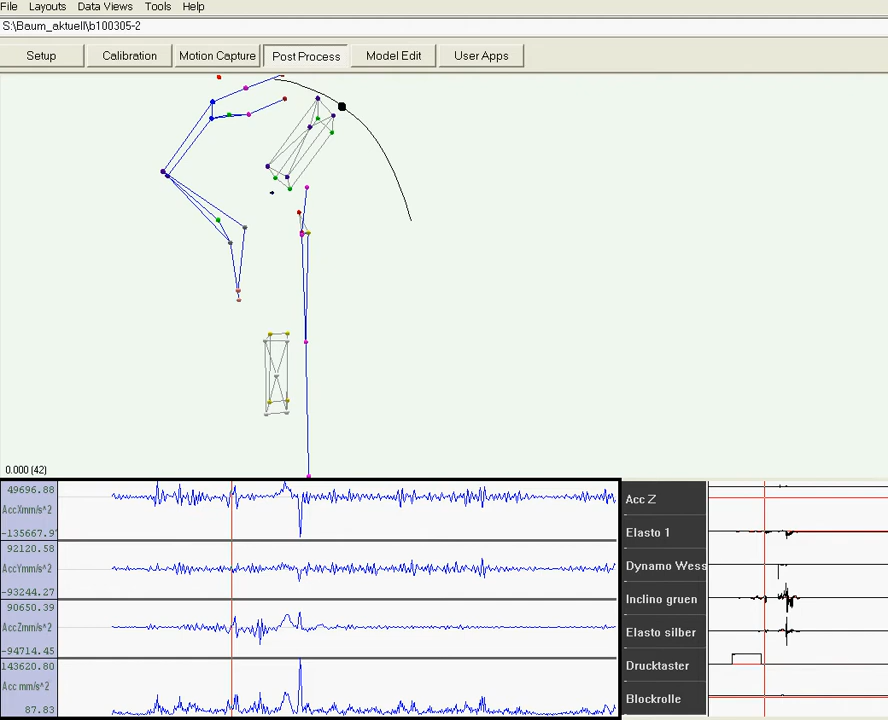 File Layouts Data Views Tools Help
S:\Baum_aktuell\b100305-2
Setup Calibration Motion Capture Post Process Model Edit User Apps
0.000 (42)
49696.88
AccXmm/s^2
-135667.9
92120.58
AccYmm/s^2
-93244.27
90650.39
AccZmm/s^2
-94714.45
143620.80
Acc mm/s^2
87.83
Acc Z
Elasto 1
Dynamo Wess
Inclino gruen
Elasto silber
Drucktaster
Blockrolle